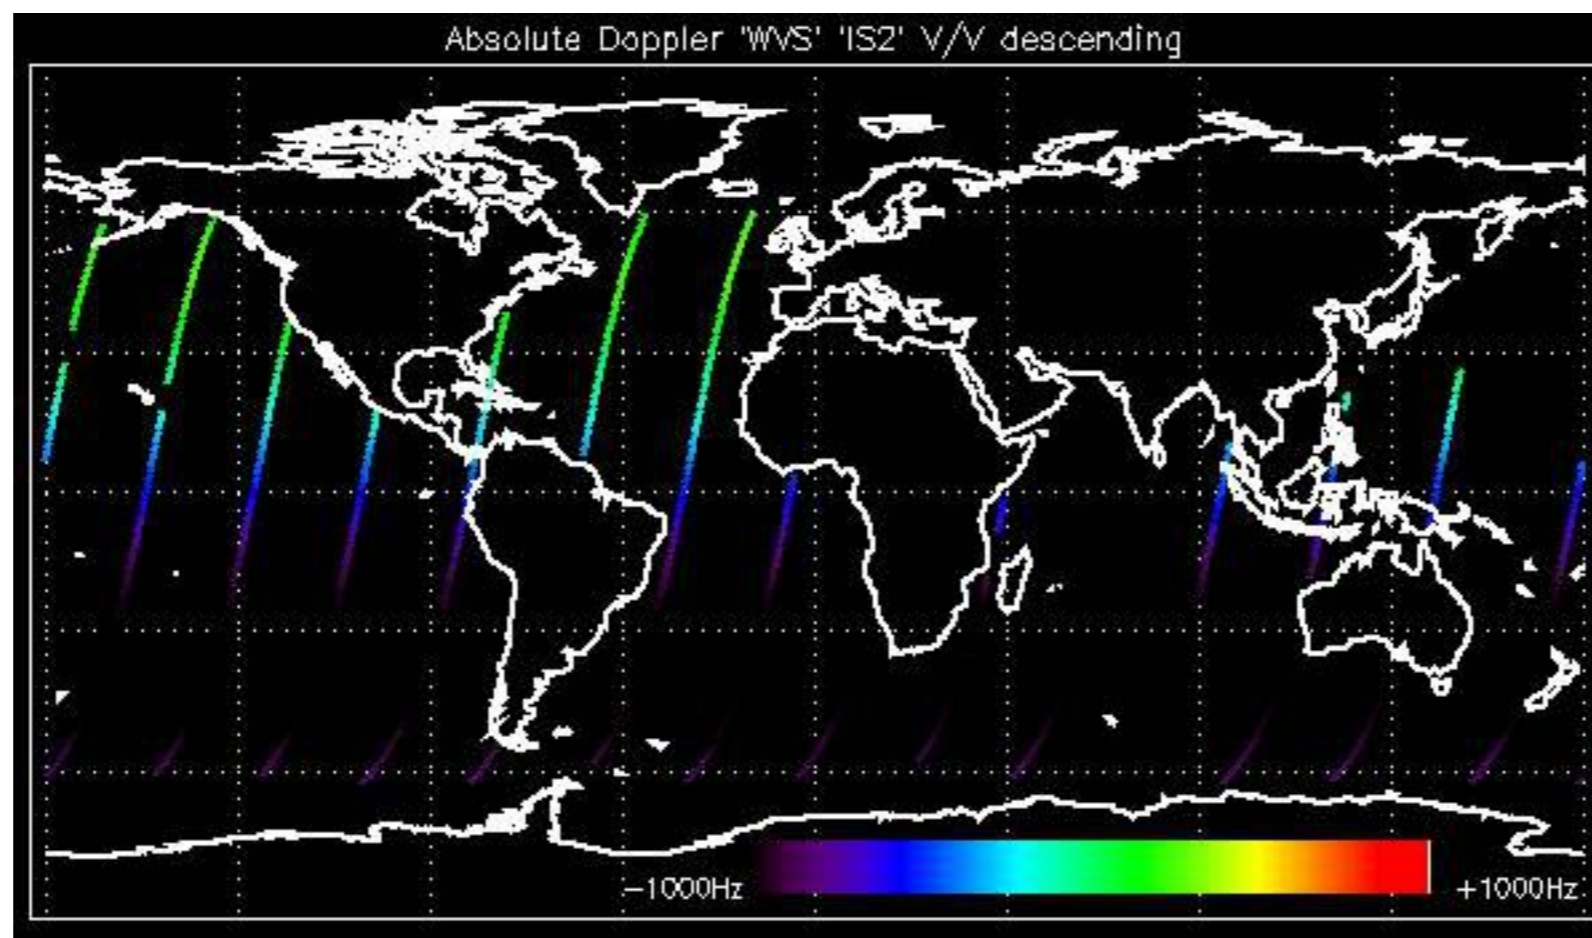 Absolute Doppler 'WVS' 'IS2' V/V descending
−1000Hz
+1000Hz